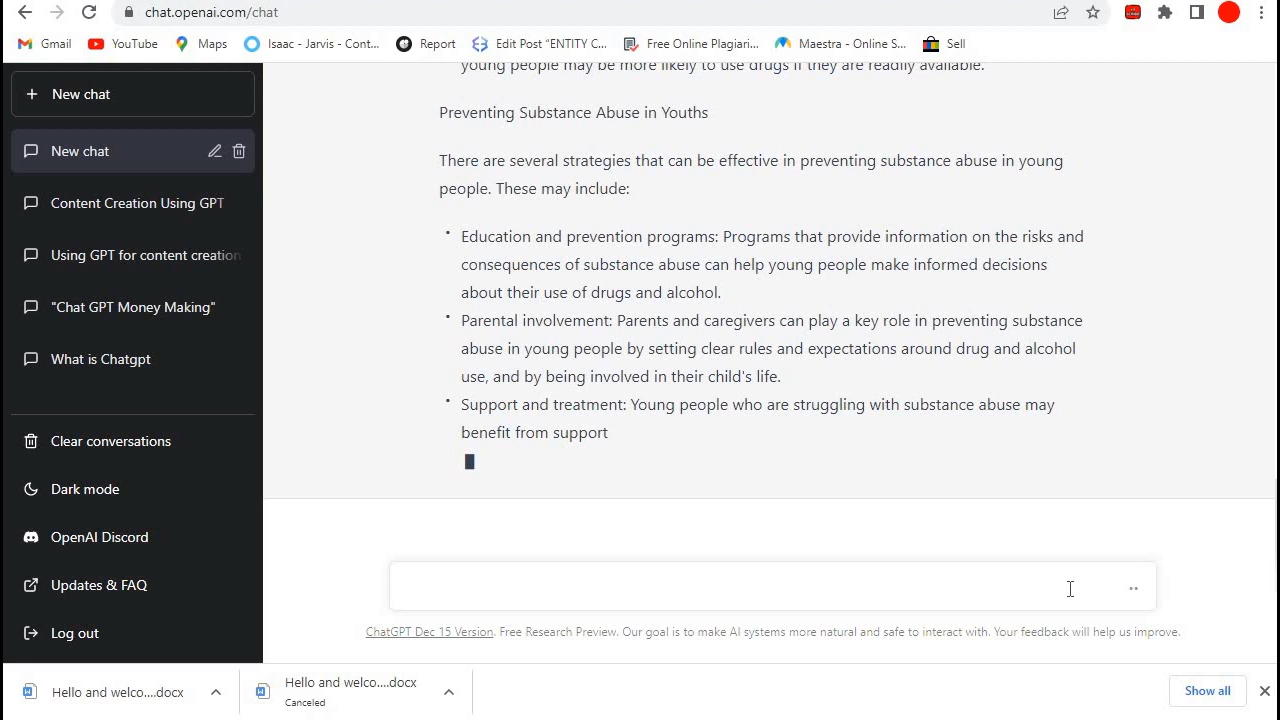 chat.openai.com/chat
Gmail
YouTube
Maps
Isaac - Jarvis - Cont...
Report
Edit Post “ENTITY C...
Free Online Plagiari...
Maestra - Online S...
Sell
New chat
New chat
Content Creation Using GPT
Using GPT for content creation
"Chat GPT Money Making"
What is Chatgpt
Clear conversations
Dark mode
OpenAI Discord
Updates & FAQ
Log out
young people may be more likely to use drugs if they are readily available.
Preventing Substance Abuse in Youths
There are several strategies that can be effective in preventing substance abuse in young
people. These may include:
• Education and prevention programs: Programs that provide information on the risks and
consequences of substance abuse can help young people make informed decisions
about their use of drugs and alcohol.
• Parental involvement: Parents and caregivers can play a key role in preventing substance
abuse in young people by setting clear rules and expectations around drug and alcohol
use, and by being involved in their child's life.
• Support and treatment: Young people who are struggling with substance abuse may
benefit from support
ChatGPT Dec 15 Version. Free Research Preview. Our goal is to make AI systems more natural and safe to interact with. Your feedback will help us improve.
Hello and welco....docx
Hello and welco....docx
Canceled
Show all